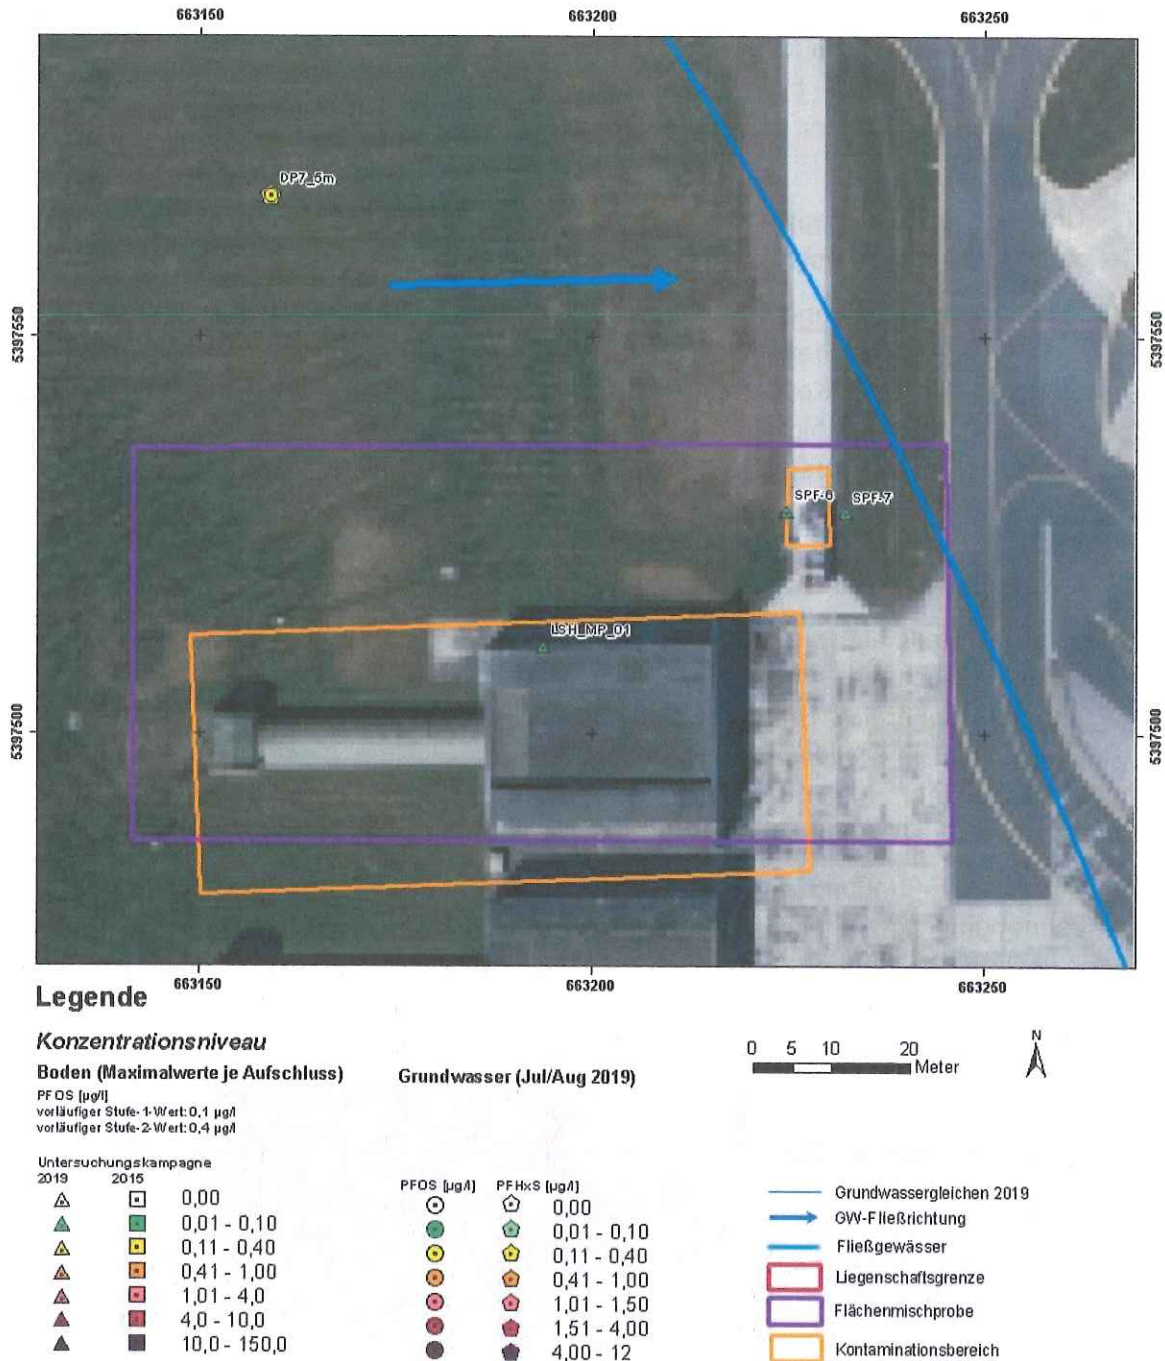 663150 663200 663250
DP7_5m
5397550 5397550
SPF-6 SPF-7
LSH_MP_01
5397500 5397500
663150 663200 663250
Legende
Konzentrationsniveau
Boden (Maximalwerte je Aufschluss)
PFOS [µg/l]
vorläufiger Stufe-1-Wert: 0,1 µg/l
vorläufiger Stufe-2-Wert: 0,4 µg/l
Untersuchungskampagne
2019 2015
0,00
0,01 - 0,10
0,11 - 0,40
0,41 - 1,00
1,01 - 4,0
4,0 - 10,0
10,0 - 150,0
Grundwasser (Jul/Aug 2019)
PFOS [µg/l] PFHxS [µg/l]
0,00
0,01 - 0,10
0,11 - 0,40
0,41 - 1,00
1,01 - 1,50
1,51 - 4,00
4,00 - 12
0 5 10 20
Meter
N
Grundwassergleichen 2019
GW-Fließrichtung
Fließgewässer
Liegenschaftsgrenze
Flächenmischprobe
Kontaminationsbereich